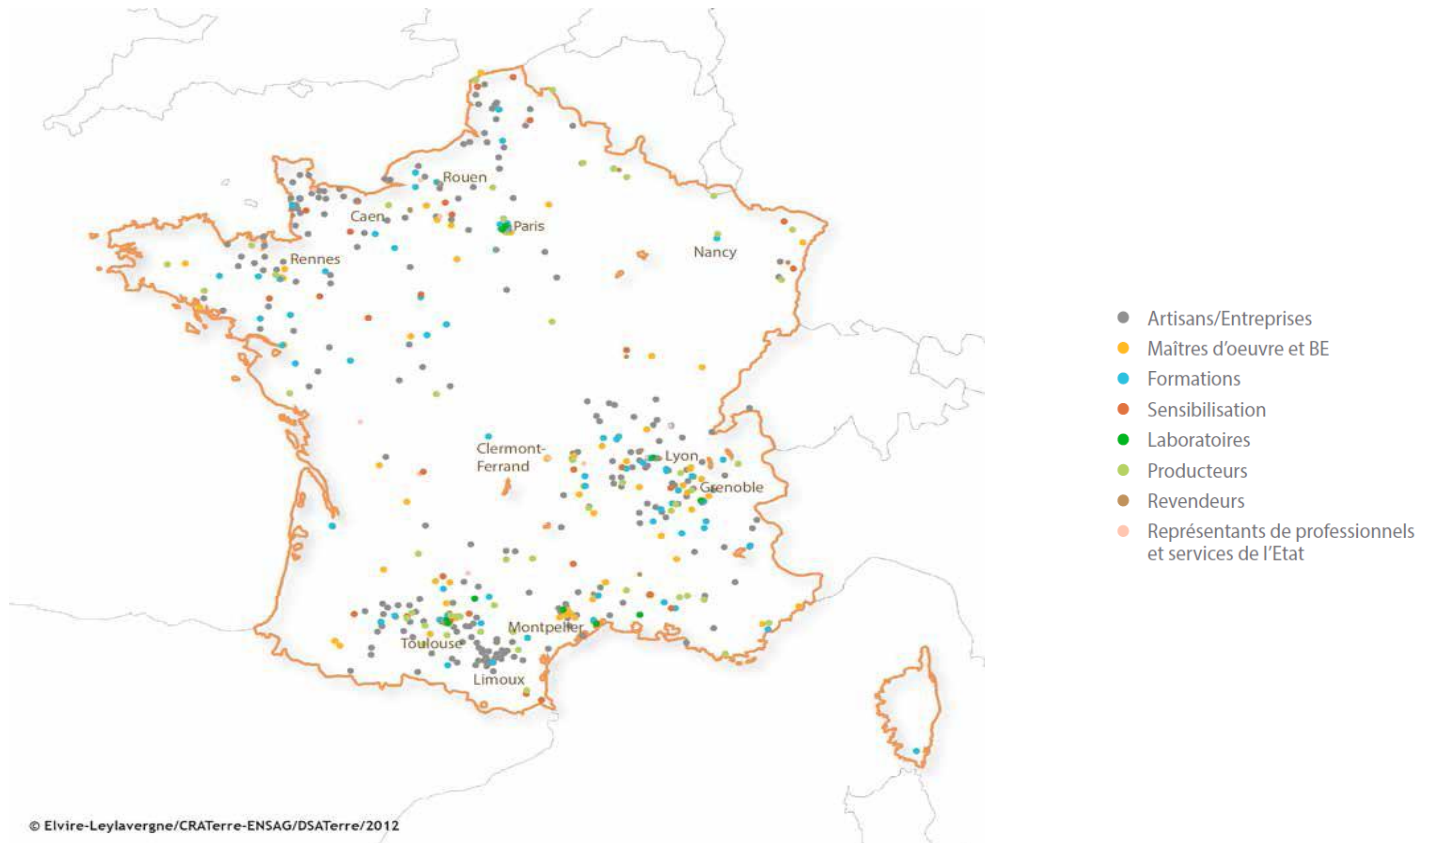 Rouen
Caen
Paris
Rennes
Nancy
Clermont-
Ferrand
Lyon
Grenoble
Montpelier
Toulouse
Limoux
Artisans/Entreprises
Maîtres d'oeuvre et BE
Formations
Sensibilisation
Laboratoires
Producteurs
Revendeurs
Représentants de professionnels
et services de l'Etat
© Elvire-Leylavergne/CRATerre-ENSAG/DSATerre/2012